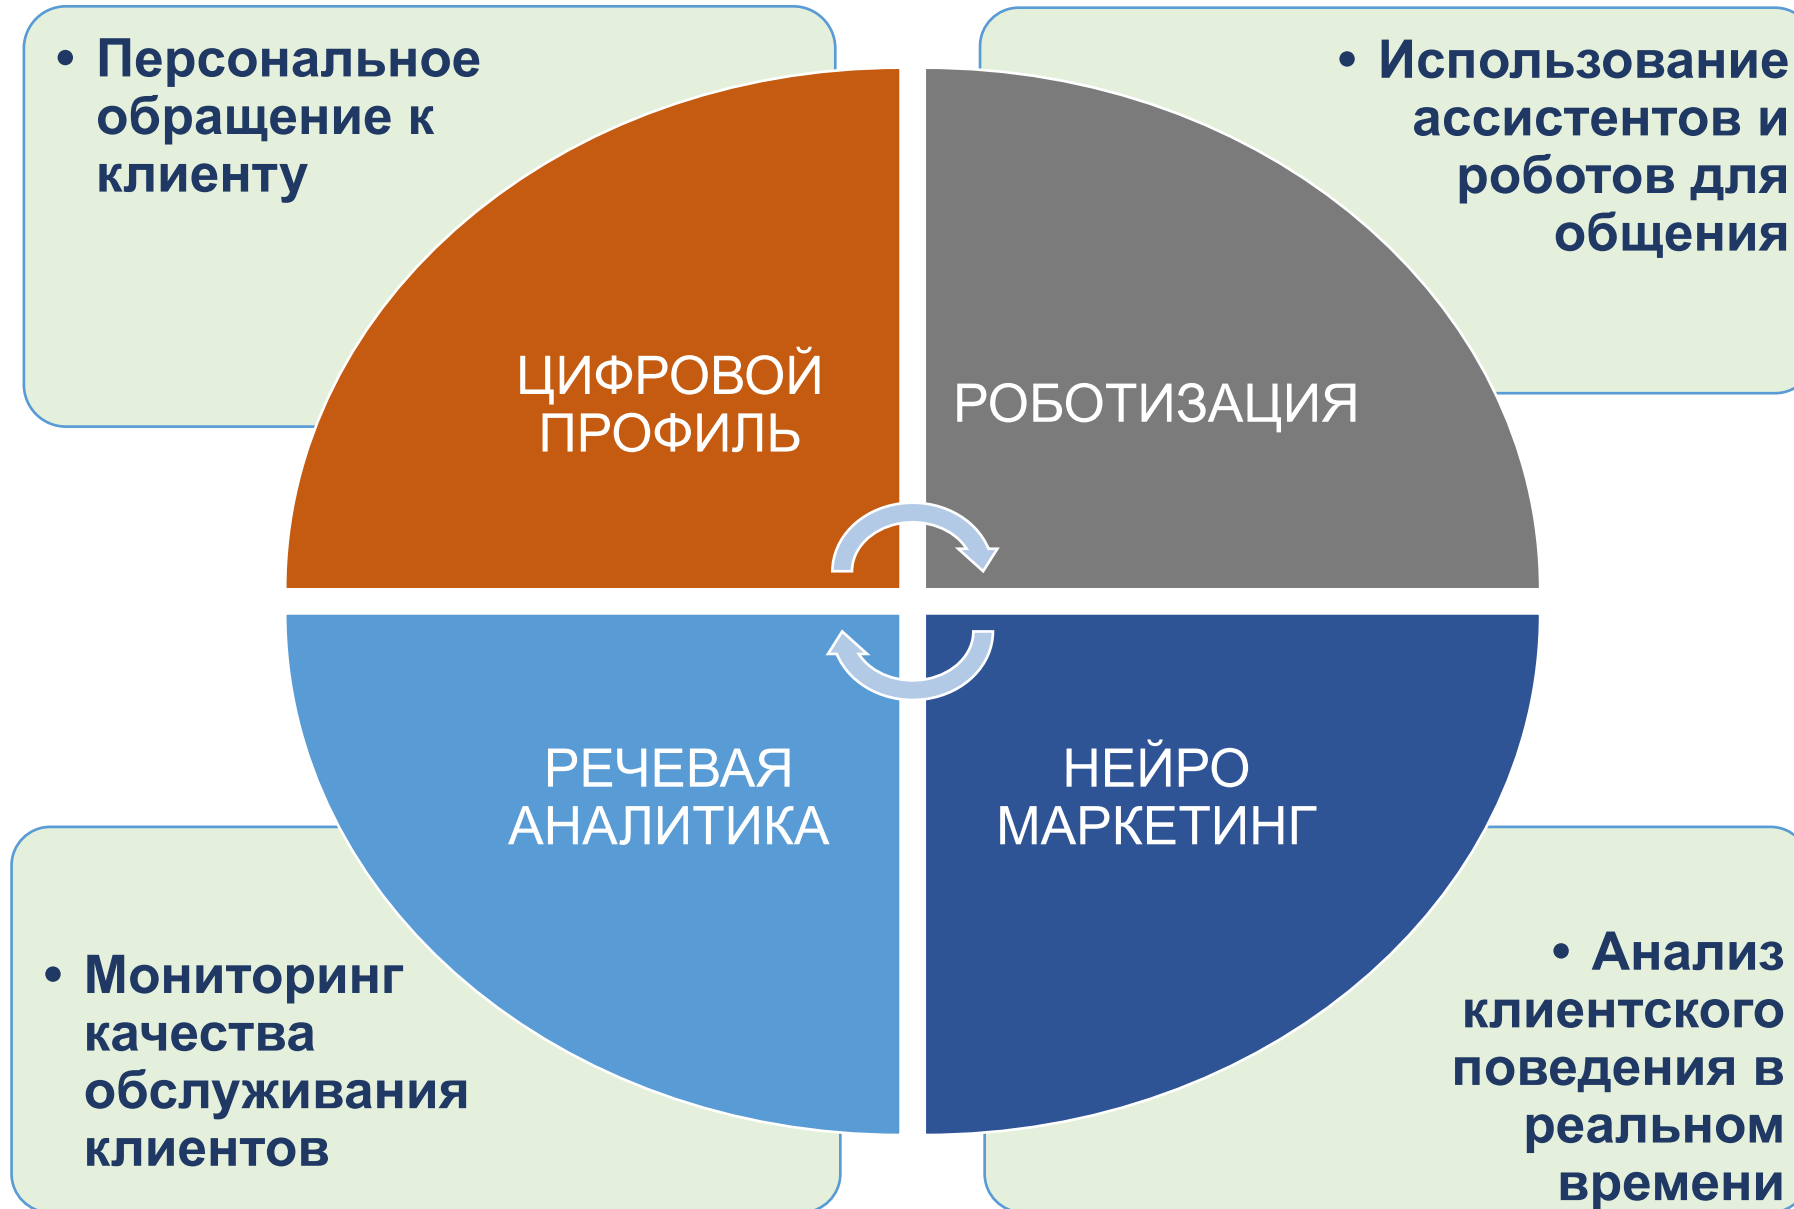 • Персональное
обращение к
клиенту
• Использование
ассистентов и
роботов для
общения
ЦИФРОВОЙ
ПРОФИЛЬ
РОБОТИЗАЦИЯ
РЕЧЕВАЯ
АНАЛИТИКА
НЕЙРО
МАРКЕТИНГ
• Мониторинг
качества
обслуживания
клиентов
• Анализ
клиентского
поведения в
реальном
времени